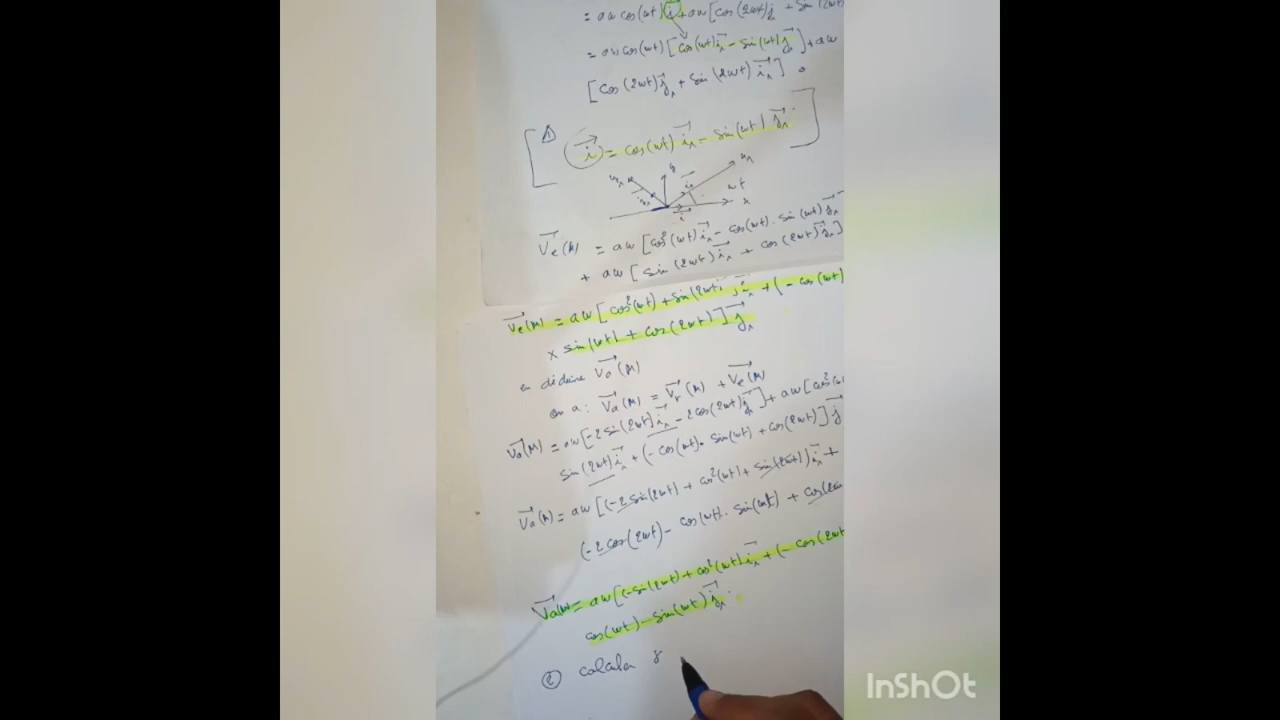 = aω cos(ωt) i + aω [cos(2ωt) j + Sin(2ωt)
= aω cos(ωt) [cos(ωt) i₁ - sin(ωt) j₁] + aω
[cos(2ωt) j₁ + Sin(2ωt) i₁]
i = cos(ωt) i₁ - sin(ωt) j₁
ωt
x
i
Ve(M) = aω [cos²(ωt) i₁ - cos(ωt). sin(ωt) j₁
+ aω [sin(2ωt) i₁ + cos(2ωt) j₁]
Ve(M) = aω [cos²(ωt) + sin(2ωt) i₁ + (- cos(ωt)
× sin(ωt) + cos(2ωt)] j₁
en déduire Va(M)
on a: Va(M) = Vr(M) + Ve(M)
Va(M) = aω [-2 sin(2ωt) i₁ - 2 cos(2ωt) j₁] + aω [cos²(ω
sin(2ωt) i₁ + (- cos(ωt). sin(ωt) + cos(2ωt)] j
Va(M) = aω [(-2 sin(2ωt) + cos²(ωt) + sin(2ωt)) i₁ +
(-2 cos(2ωt) - cos(ωt). sin(ωt) + cos(2ω
Va(M) = aω [(-sin(2ωt) + cos²(ωt) i₁ + (- cos(2ωt
cos(ωt) - sin(ωt) j₁.
② calculer γ
InShOt